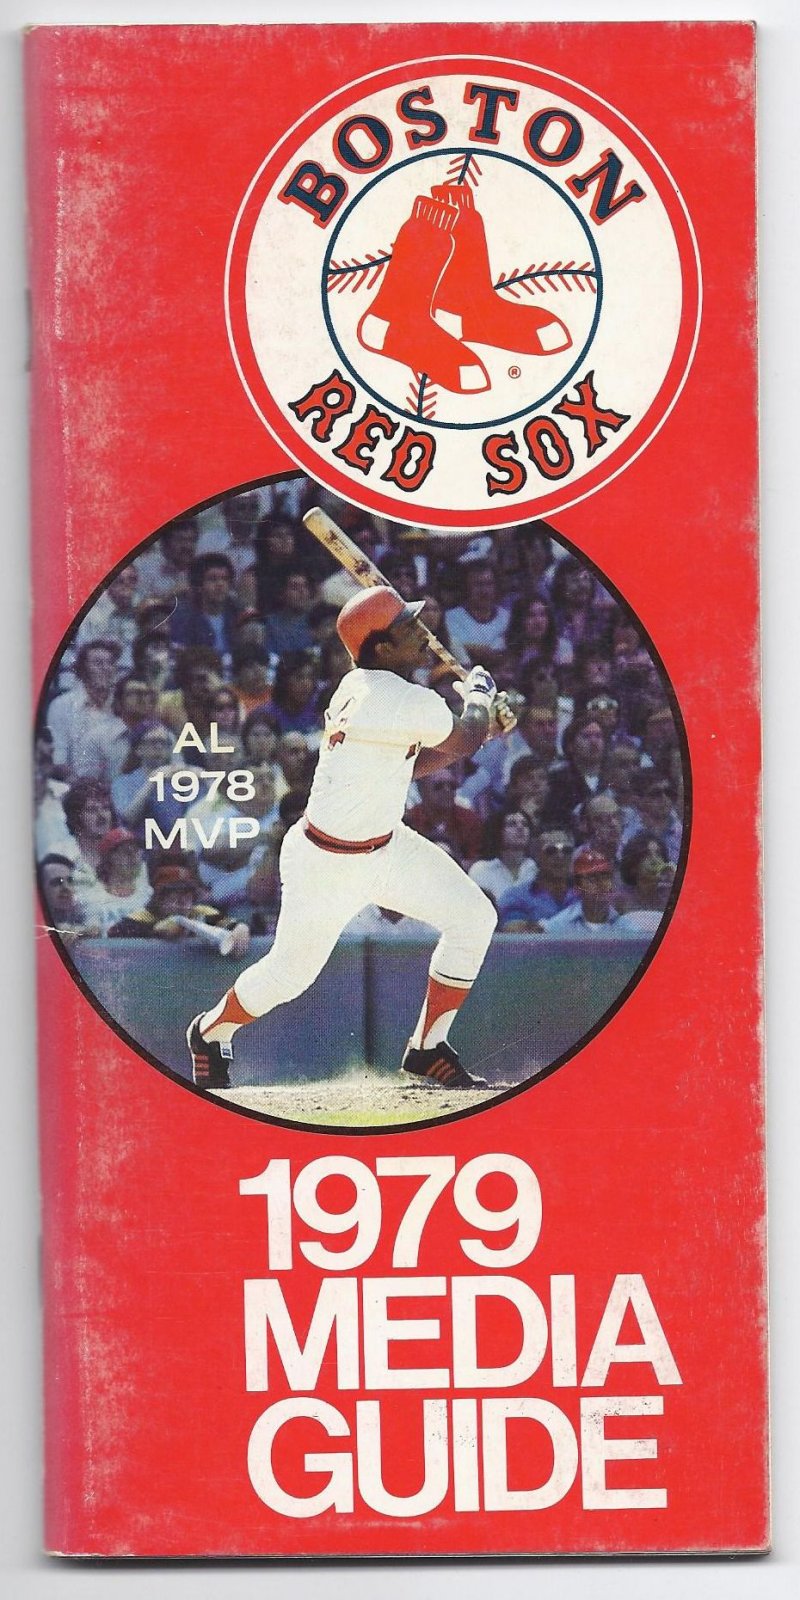 BOSTON
RED SOX
®
AL
1978
MVP
1979
MEDIA
GUIDE